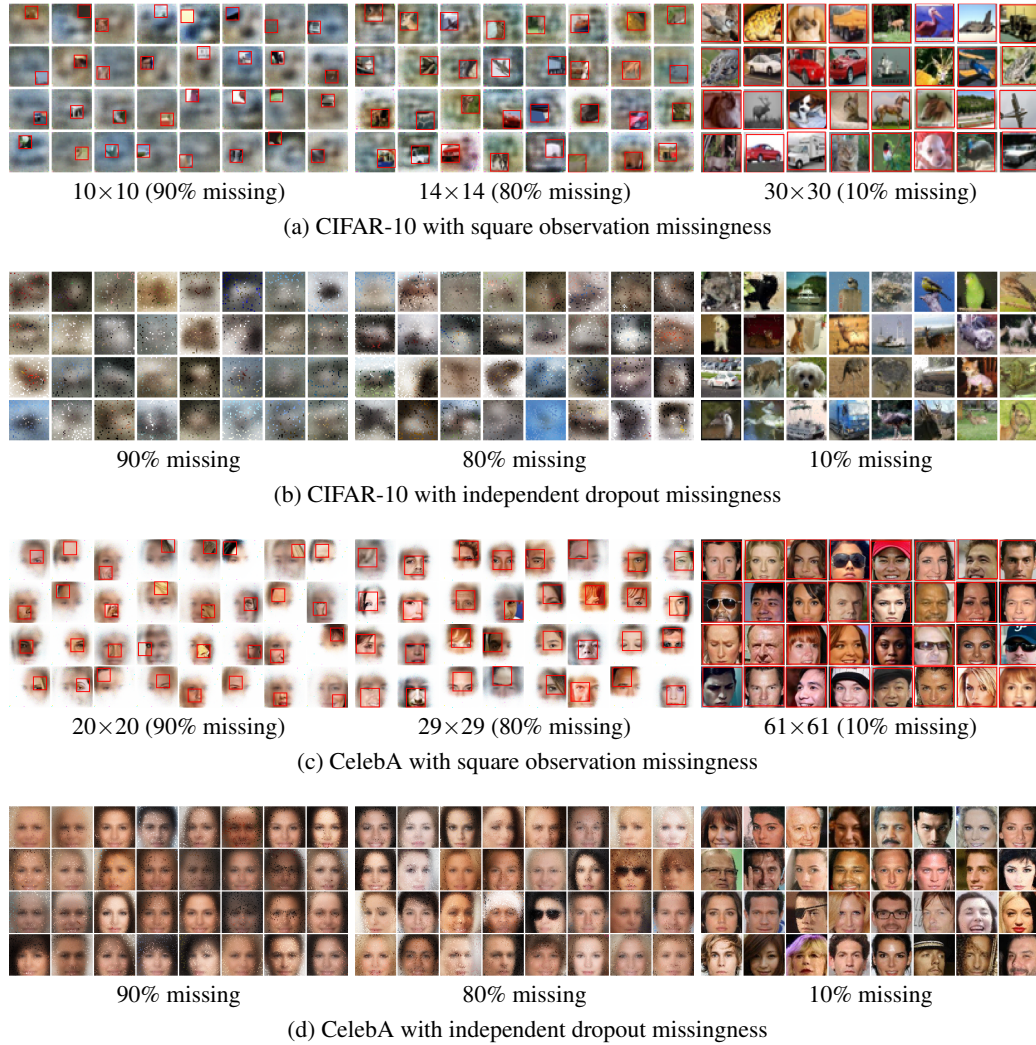 10×10 (90% missing)
14×14 (80% missing)
30×30 (10% missing)
(a) CIFAR-10 with square observation missingness
90% missing
80% missing
10% missing
(b) CIFAR-10 with independent dropout missingness
20×20 (90% missing)
29×29 (80% missing)
61×61 (10% missing)
(c) CelebA with square observation missingness
90% missing
80% missing
10% missing
(d) CelebA with independent dropout missingness